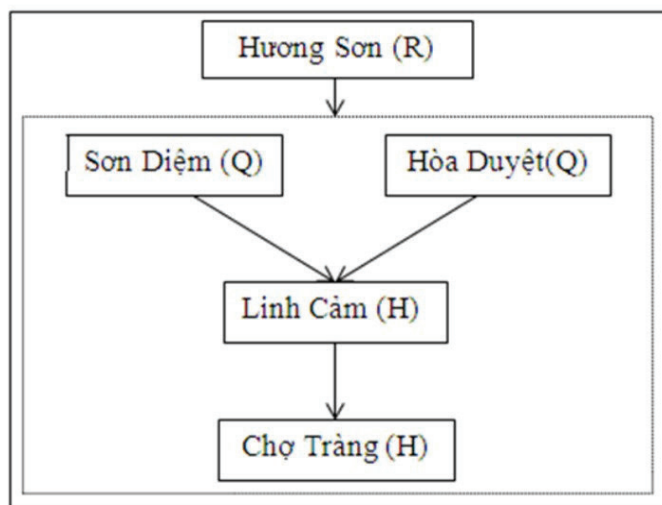 Hương Sơn (R)
Sơn Diệm (Q)
Hòa Duyệt(Q)
Linh Cảm (H)
Chợ Tràng (H)